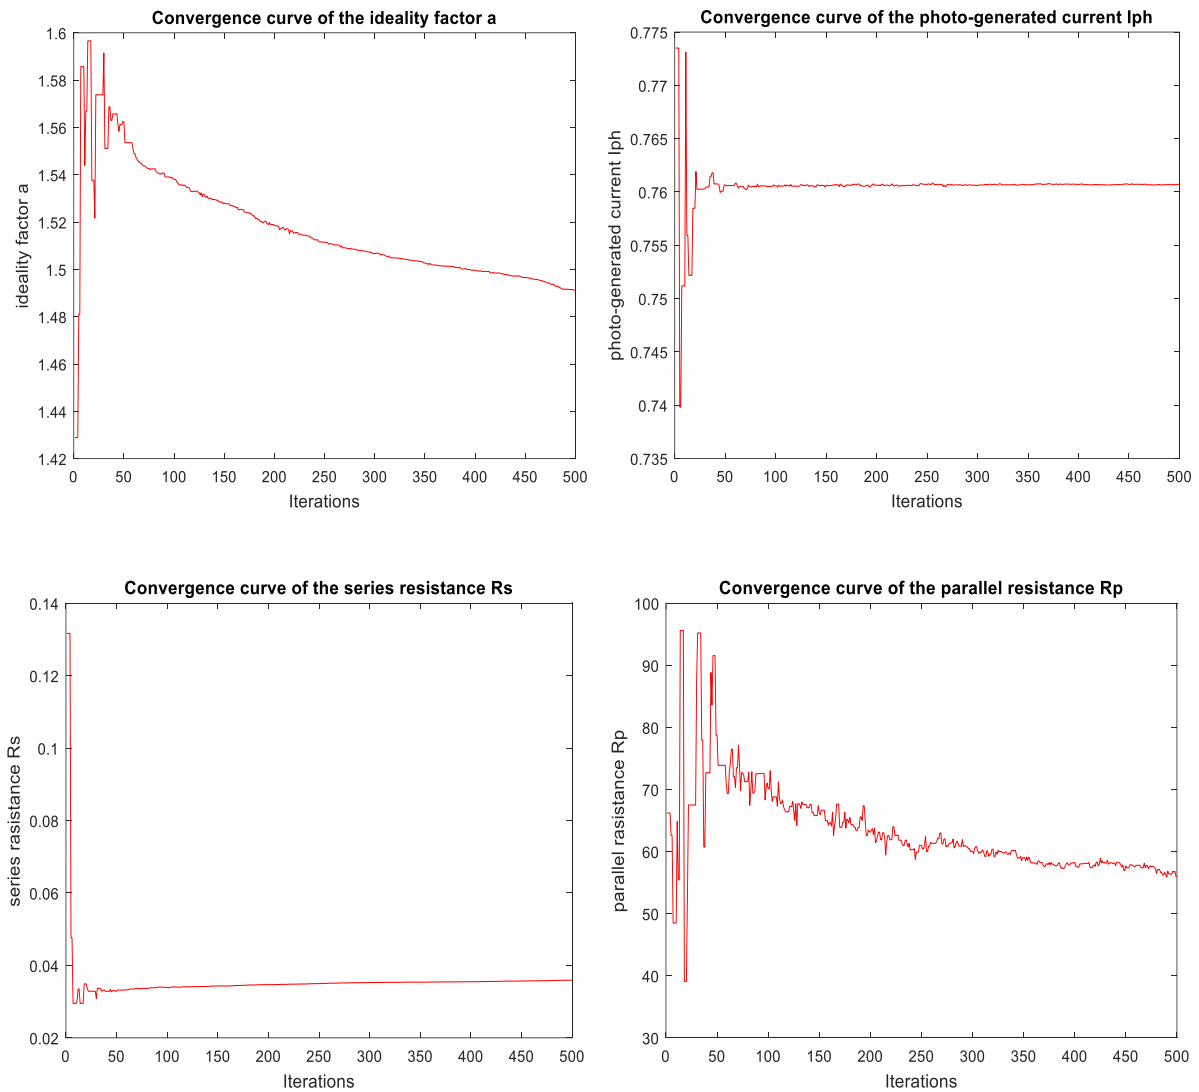 Convergence curve of the ideality factor a
1.6
1.58
1.56
1.54
1.52
1.5
1.48
1.46
1.44
1.42
ideality factor a
0 50 100 150 200 250 300 350 400 450 500
Iterations
Convergence curve of the photo-generated current Iph
0.775
0.77
0.765
0.76
0.755
0.75
0.745
0.74
0.735
photo-generated current Iph
0 50 100 150 200 250 300 350 400 450 500
Iterations
Convergence curve of the series resistance Rs
0.14
0.12
0.1
0.08
0.06
0.04
0.02
series rasistance Rs
0 50 100 150 200 250 300 350 400 450 500
Iterations
Convergence curve of the parallel resistance Rp
100
90
80
70
60
50
40
30
parallel rasistance Rp
0 50 100 150 200 250 300 350 400 450 500
Iterations